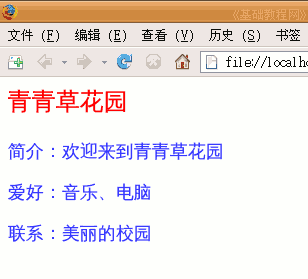 《基础教程网》
文件 (F) 编辑 (E) 查看 (V) 历史 (S) 书签
file://localho
青青草花园
简介：欢迎来到青青草花园
爱好：音乐、电脑
联系：美丽的校园